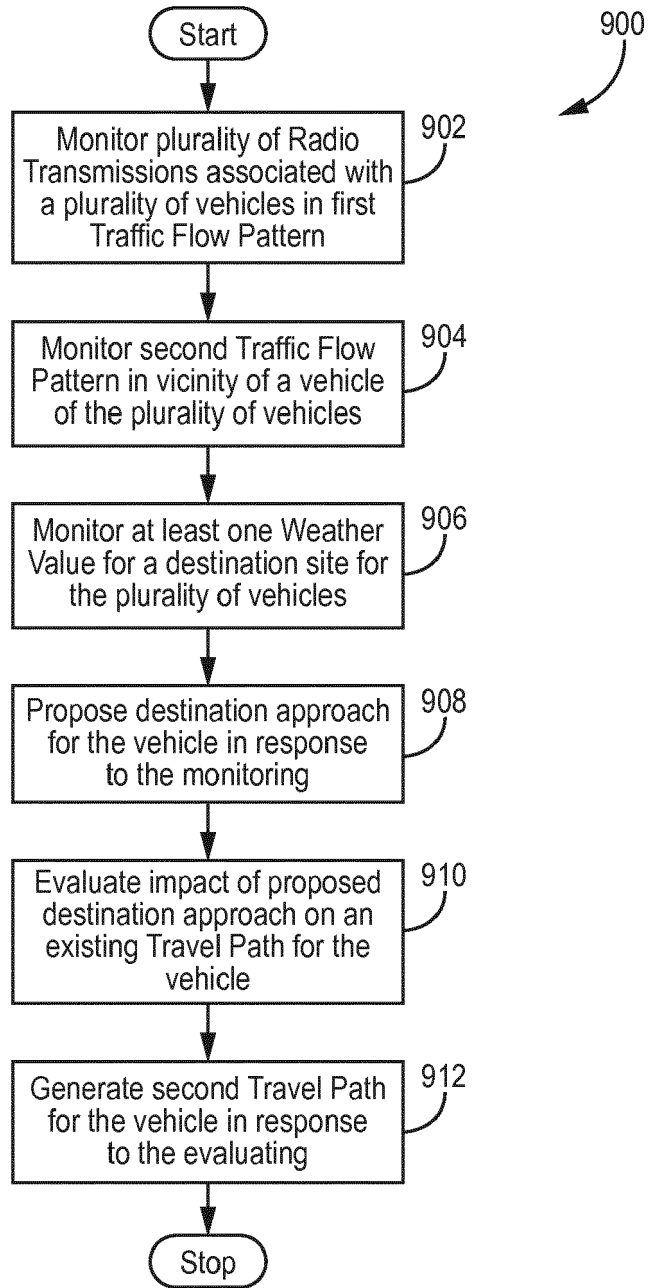 Start
900
Monitor plurality of Radio
Transmissions associated with
a plurality of vehicles in first
Traffic Flow Pattern
902
Monitor second Traffic Flow
Pattern in vicinity of a vehicle
of the plurality of vehicles
904
Monitor at least one Weather
Value for a destination site for
the plurality of vehicles
906
Propose destination approach
for the vehicle in response
to the monitoring
908
Evaluate impact of proposed
destination approach on an
existing Travel Path for the
vehicle
910
Generate second Travel Path
for the vehicle in response
to the evaluating
912
Stop